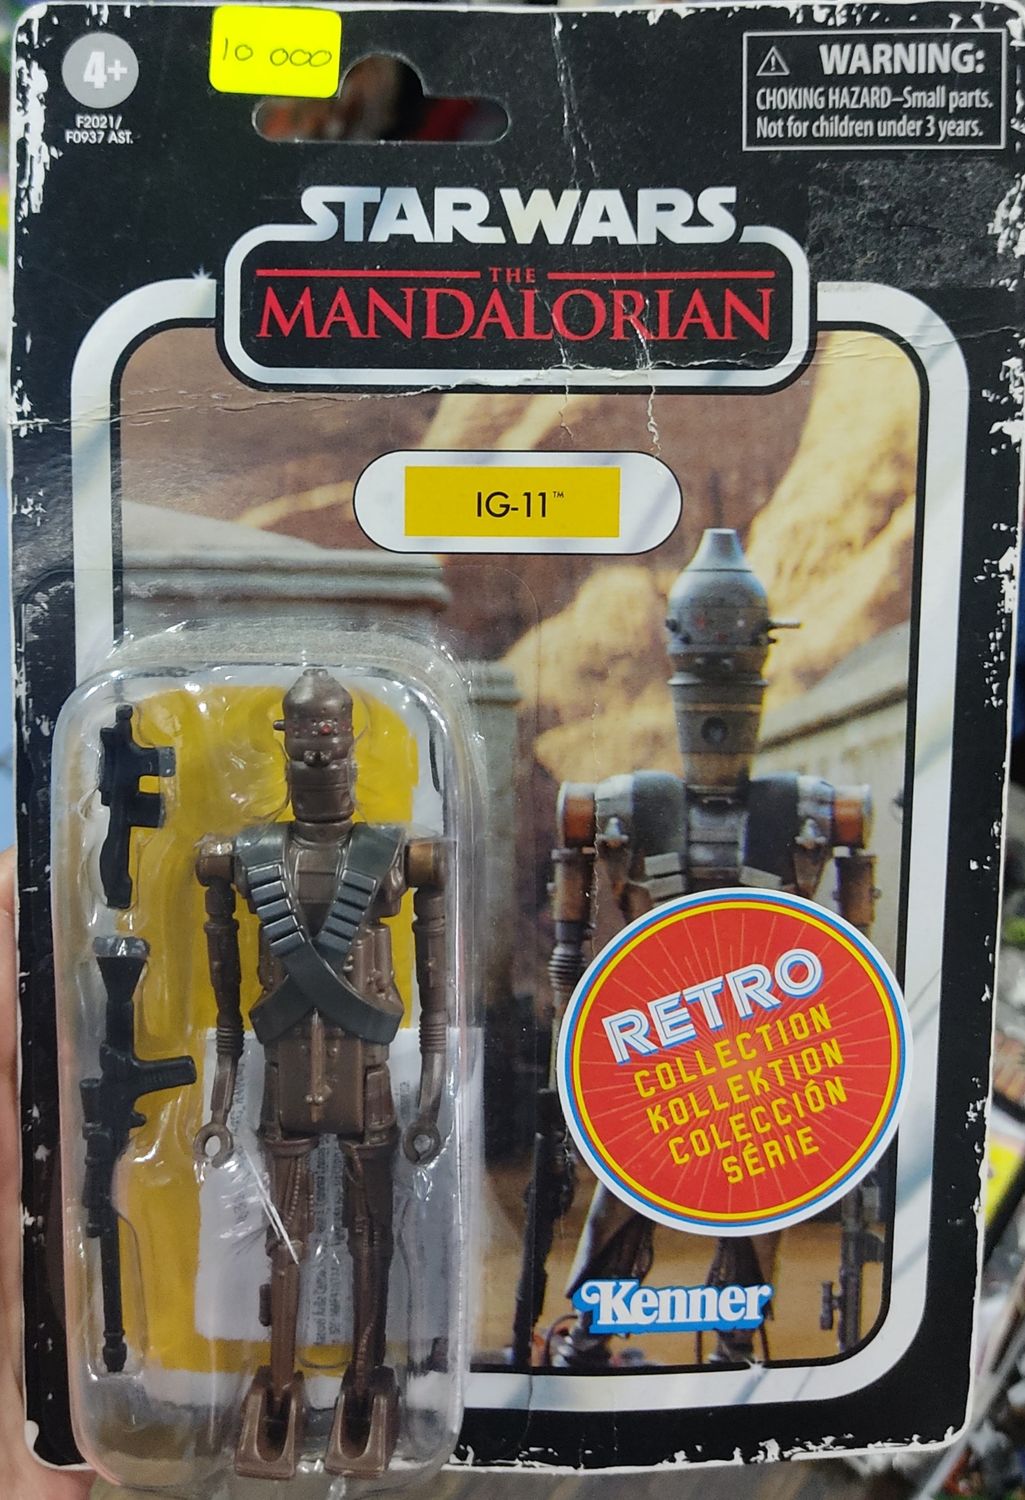 10 000
4+
F2021/
F0937 AST.
WARNING:
CHOKING HAZARD–Small parts.
Not for children under 3 years.
STAR WARS
THE
MANDALORIAN
IG-11™
RETRO
COLLECTION
KOLLEKTION
COLECCIÓN
SÉRIE
Kenner